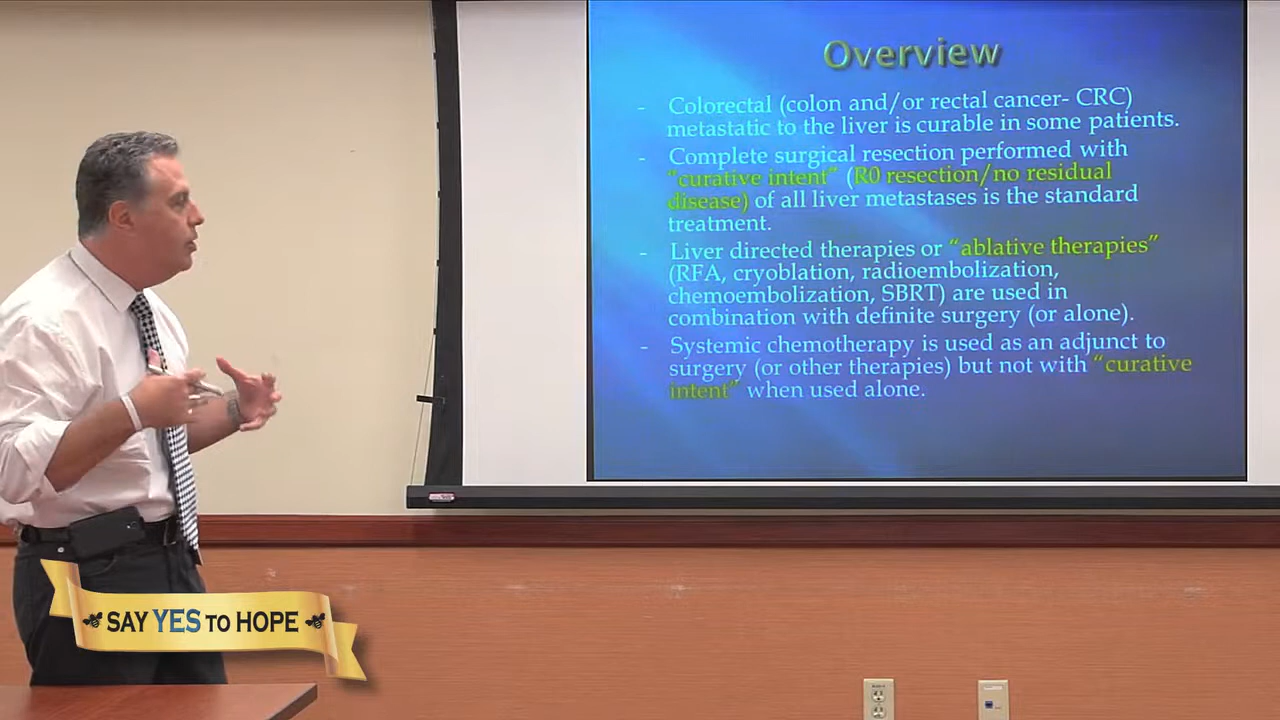 Overview
- Colorectal (colon and/or rectal cancer- CRC)
metastatic to the liver is curable in some patients.
- Complete surgical resection performed with
“curative intent” (R0 resection/no residual
disease) of all liver metastases is the standard
treatment.
- Liver directed therapies or “ablative therapies”
(RFA, cryoblation, radioembolization,
chemoembolization, SBRT) are used in
combination with definite surgery (or alone).
- Systemic chemotherapy is used as an adjunct to
surgery (or other therapies) but not with “curative
intent” when used alone.
SAY YES TO HOPE